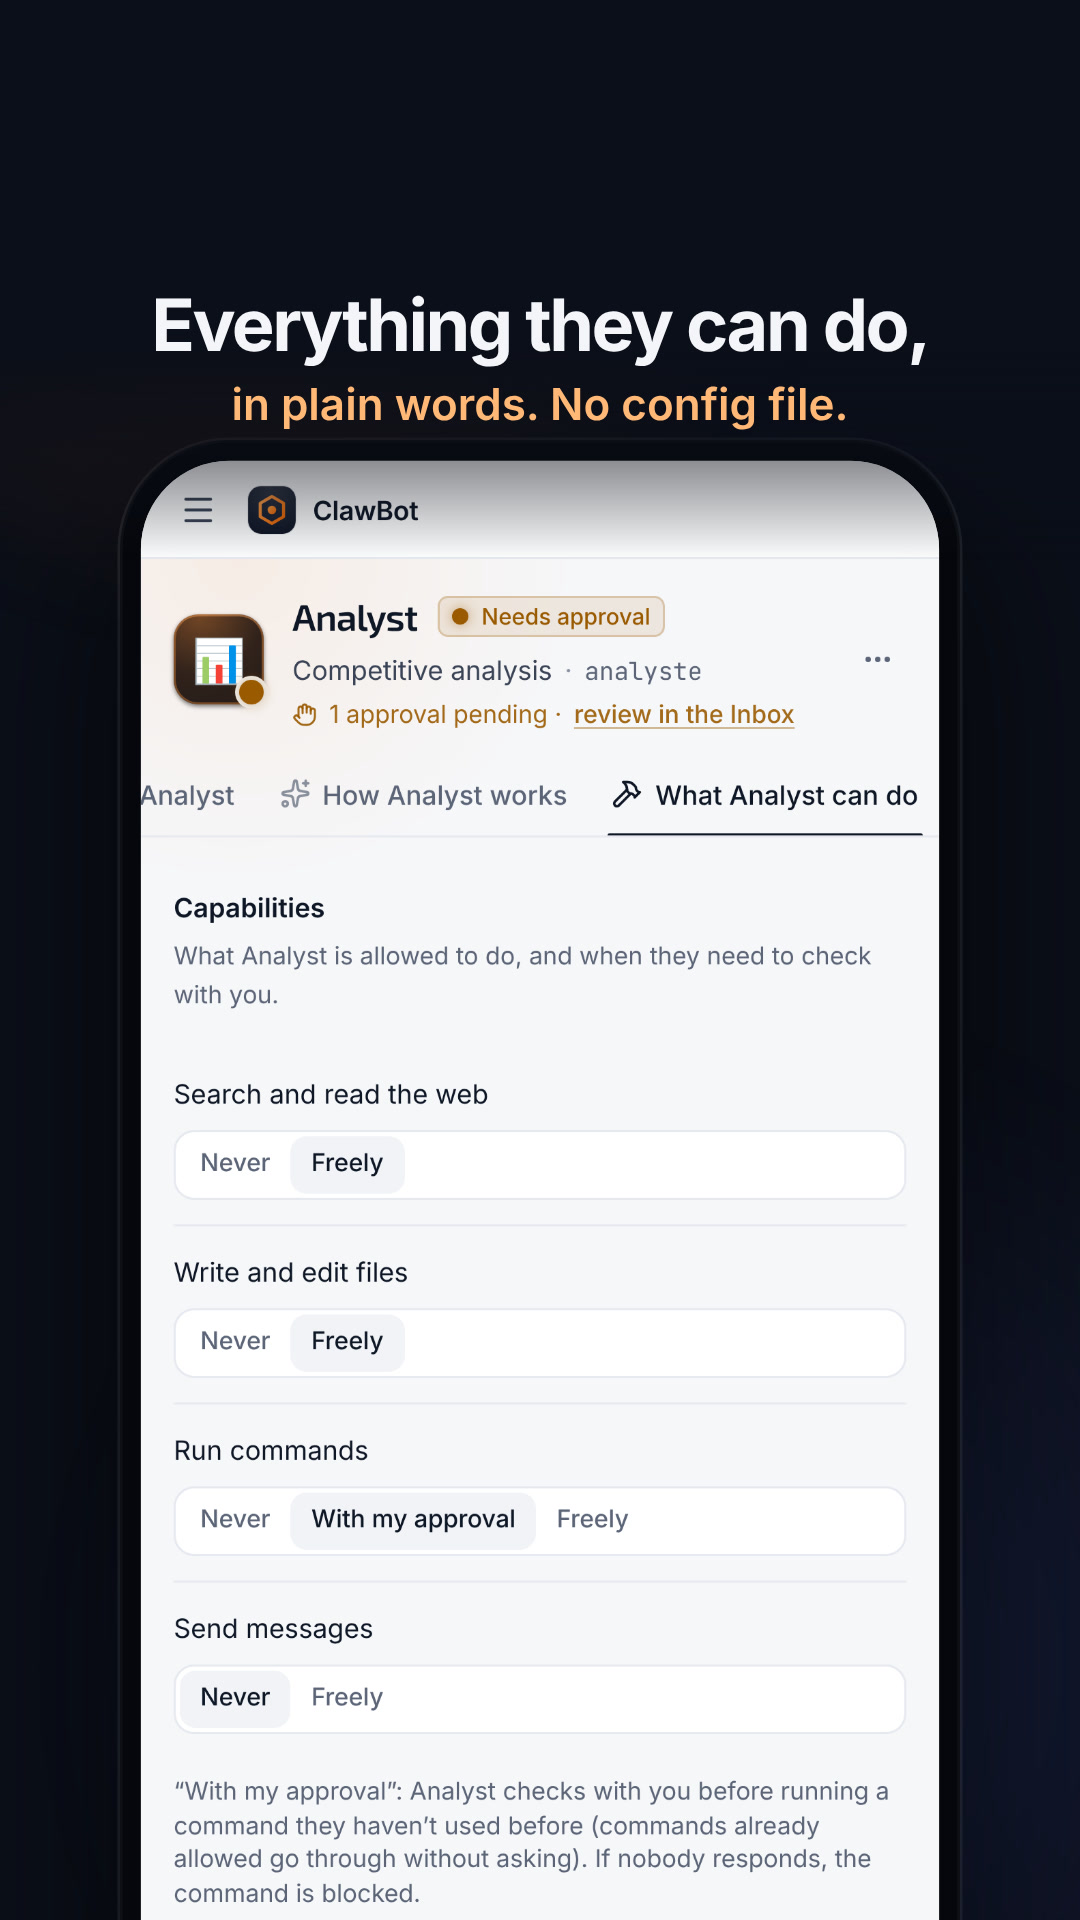 Everything they can do,
in plain words. No config file.
ClawBot
Analyst
Needs approval
Competitive analysis · analyste
1 approval pending · review in the Inbox
Analyst
How Analyst works
What Analyst can do
Capabilities
What Analyst is allowed to do, and when they need to check
with you.
Search and read the web
Never Freely
Write and edit files
Never Freely
Run commands
Never With my approval Freely
Send messages
Never Freely
“With my approval”: Analyst checks with you before running a
command they haven’t used before (commands already
allowed go through without asking). If nobody responds, the
command is blocked.